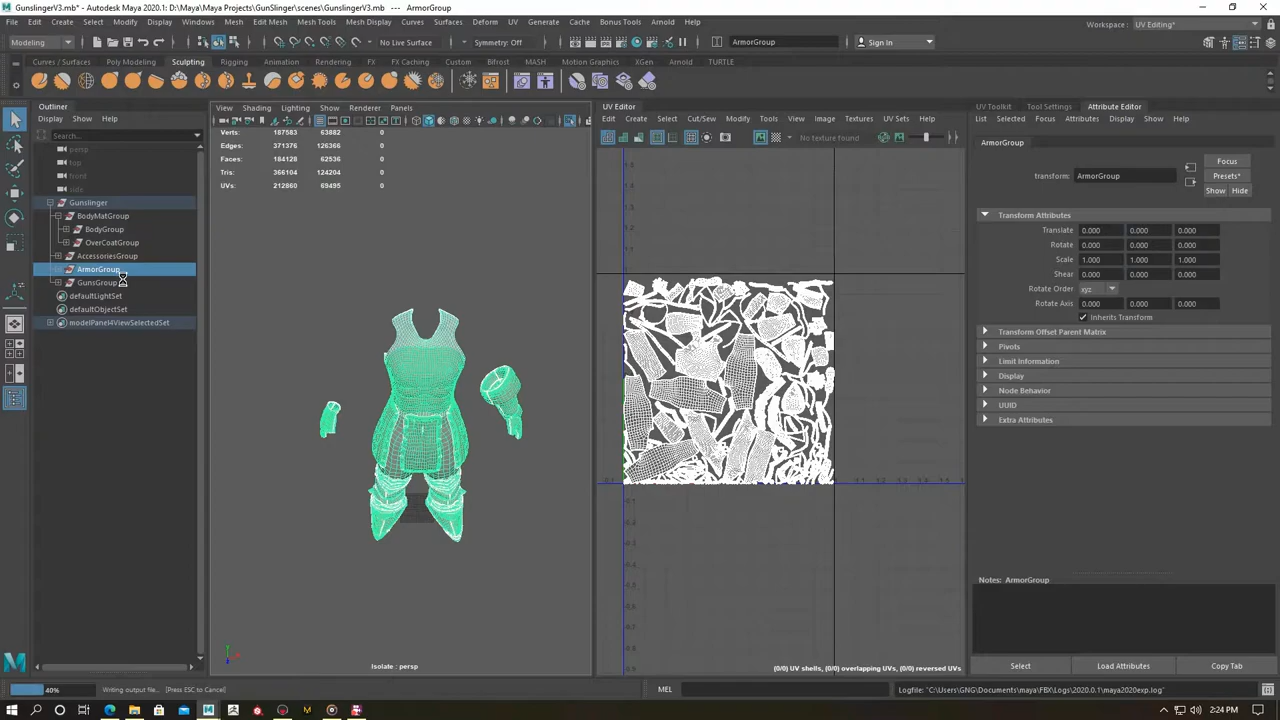 GunslingerV3.mb* - Autodesk Maya 2020.1: D:\Maya\Maya Projects\GunSlinger\scenes\GunslingerV3.mb* --- ArmorGroup
File Edit Create Select Modify Display Windows Mesh Edit Mesh Mesh Tools Mesh Display Curves Surfaces Deform UV Generate Cache Bonus Tools Arnold Help
Workspace : UV Editing*
Modeling No Live Surface Symmetry: Off ArmorGroup Sign In
Curves / Surfaces Poly Modeling Sculpting Rigging Animation Rendering FX FX Caching Custom Bifrost MASH Motion Graphics XGen Arnold TURTLE
Outliner
Display Show Help
Search...
persp
top
front
side
Gunslinger
BodyMatGroup
BodyGroup
OverCoatGroup
AccessoriesGroup
ArmorGroup
GunsGroup
defaultLightSet
defaultObjectSet
modelPanel4ViewSelectedSet
View Shading Lighting Show Renderer Panels
Verts: 187583 63882 0
Edges: 371376 126366 0
Faces: 184128 62536 0
Tris: 366104 124204 0
UVs: 212860 69495 0
Isolate : persp
UV Editor
Edit Create Select Cut/Sew Modify Tools View Image Textures UV Sets Help
No texture found
(0/0) UV shells, (0/0) overlapping UVs, (0/0) reversed UVs
UV Toolkit Tool Settings Attribute Editor
List Selected Focus Attributes Display Show Help
ArmorGroup
transform: ArmorGroup
Focus
Presets*
Show Hide
Transform Attributes
Translate 0.000 0.000 0.000
Rotate 0.000 0.000 0.000
Scale 1.000 1.000 1.000
Shear 0.000 0.000 0.000
Rotate Order xyz
Rotate Axis 0.000 0.000 0.000
Inherits Transform
Transform Offset Parent Matrix
Pivots
Limit Information
Display
Node Behavior
UUID
Extra Attributes
Notes: ArmorGroup
Select Load Attributes Copy Tab
40% Writing output file... [Press ESC to Cancel]
MEL
Logfile: "C:\Users\GNG\Documents\maya\FBX\Logs\2020.0.1\maya2020exp.log"
2:24 PM